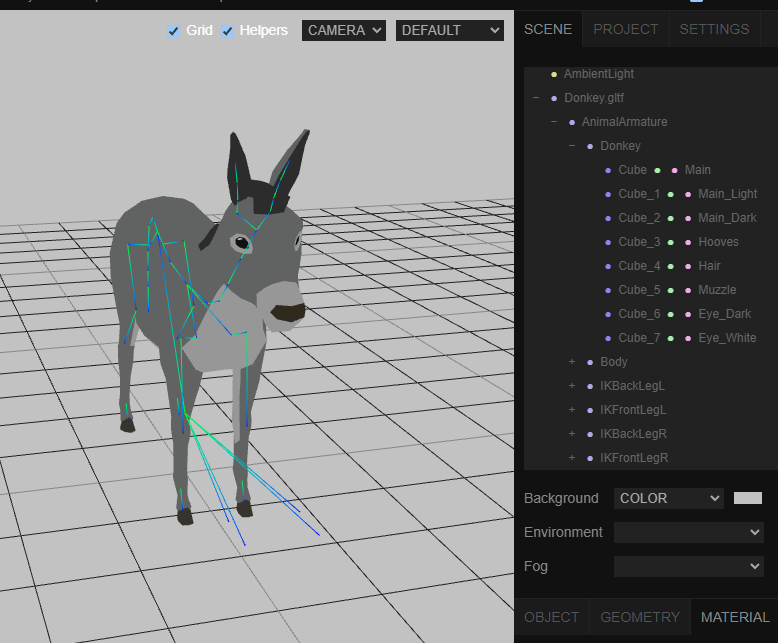 Grid Helpers CAMERA DEFAULT
SCENE PROJECT SETTINGS
AmbientLight
− Donkey.gltf
− AnimalArmature
− Donkey
Cube Main
Cube_1 Main_Light
Cube_2 Main_Dark
Cube_3 Hooves
Cube_4 Hair
Cube_5 Muzzle
Cube_6 Eye_Dark
Cube_7 Eye_White
+ Body
+ IKBackLegL
+ IKFrontLegL
+ IKBackLegR
+ IKFrontLegR
Background COLOR
Environment
Fog
OBJECT GEOMETRY MATERIAL